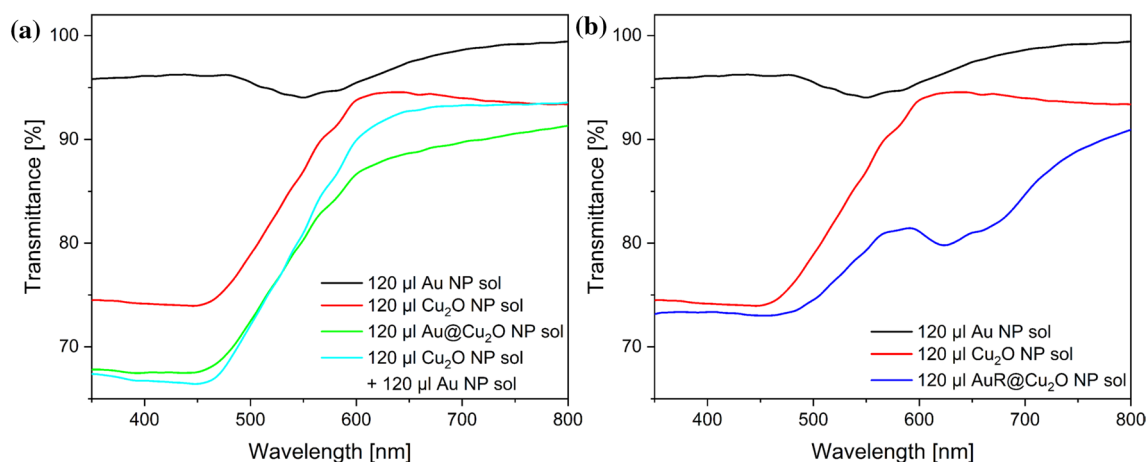 (a)
100
90
80
70
Transmittance [%]
120 µl Au NP sol
120 µl Cu₂O NP sol
120 µl Au@Cu₂O NP sol
120 µl Cu₂O NP sol
+ 120 µl Au NP sol
400 500 600 700 800
Wavelength [nm]
(b)
100
90
80
70
Transmittance [%]
120 µl Au NP sol
120 µl Cu₂O NP sol
120 µl AuR@Cu₂O NP sol
400 500 600 700 800
Wavelength [nm]